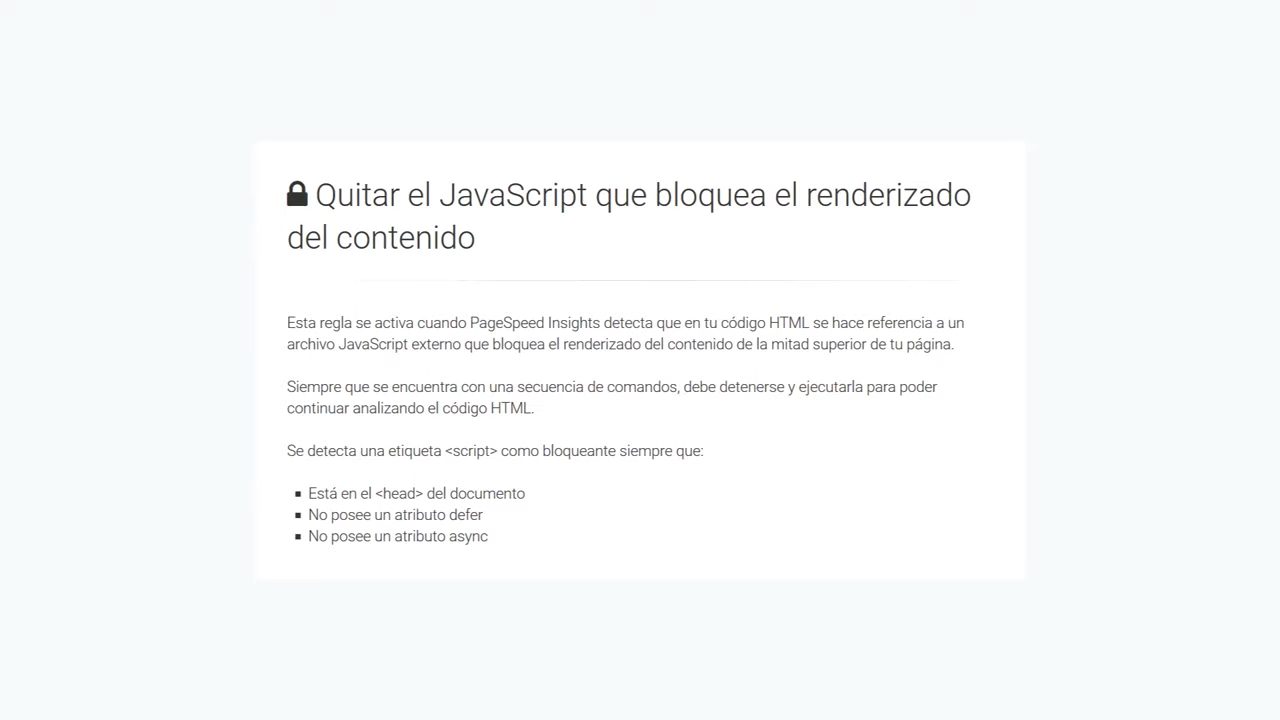 Quitar el JavaScript que bloquea el renderizado
del contenido
Esta regla se activa cuando PageSpeed Insights detecta que en tu código HTML se hace referencia a un
archivo JavaScript externo que bloquea el renderizado del contenido de la mitad superior de tu página.
Siempre que se encuentra con una secuencia de comandos, debe detenerse y ejecutarla para poder
continuar analizando el código HTML.
Se detecta una etiqueta <script> como bloqueante siempre que:
Está en el <head> del documento
No posee un atributo defer
No posee un atributo async